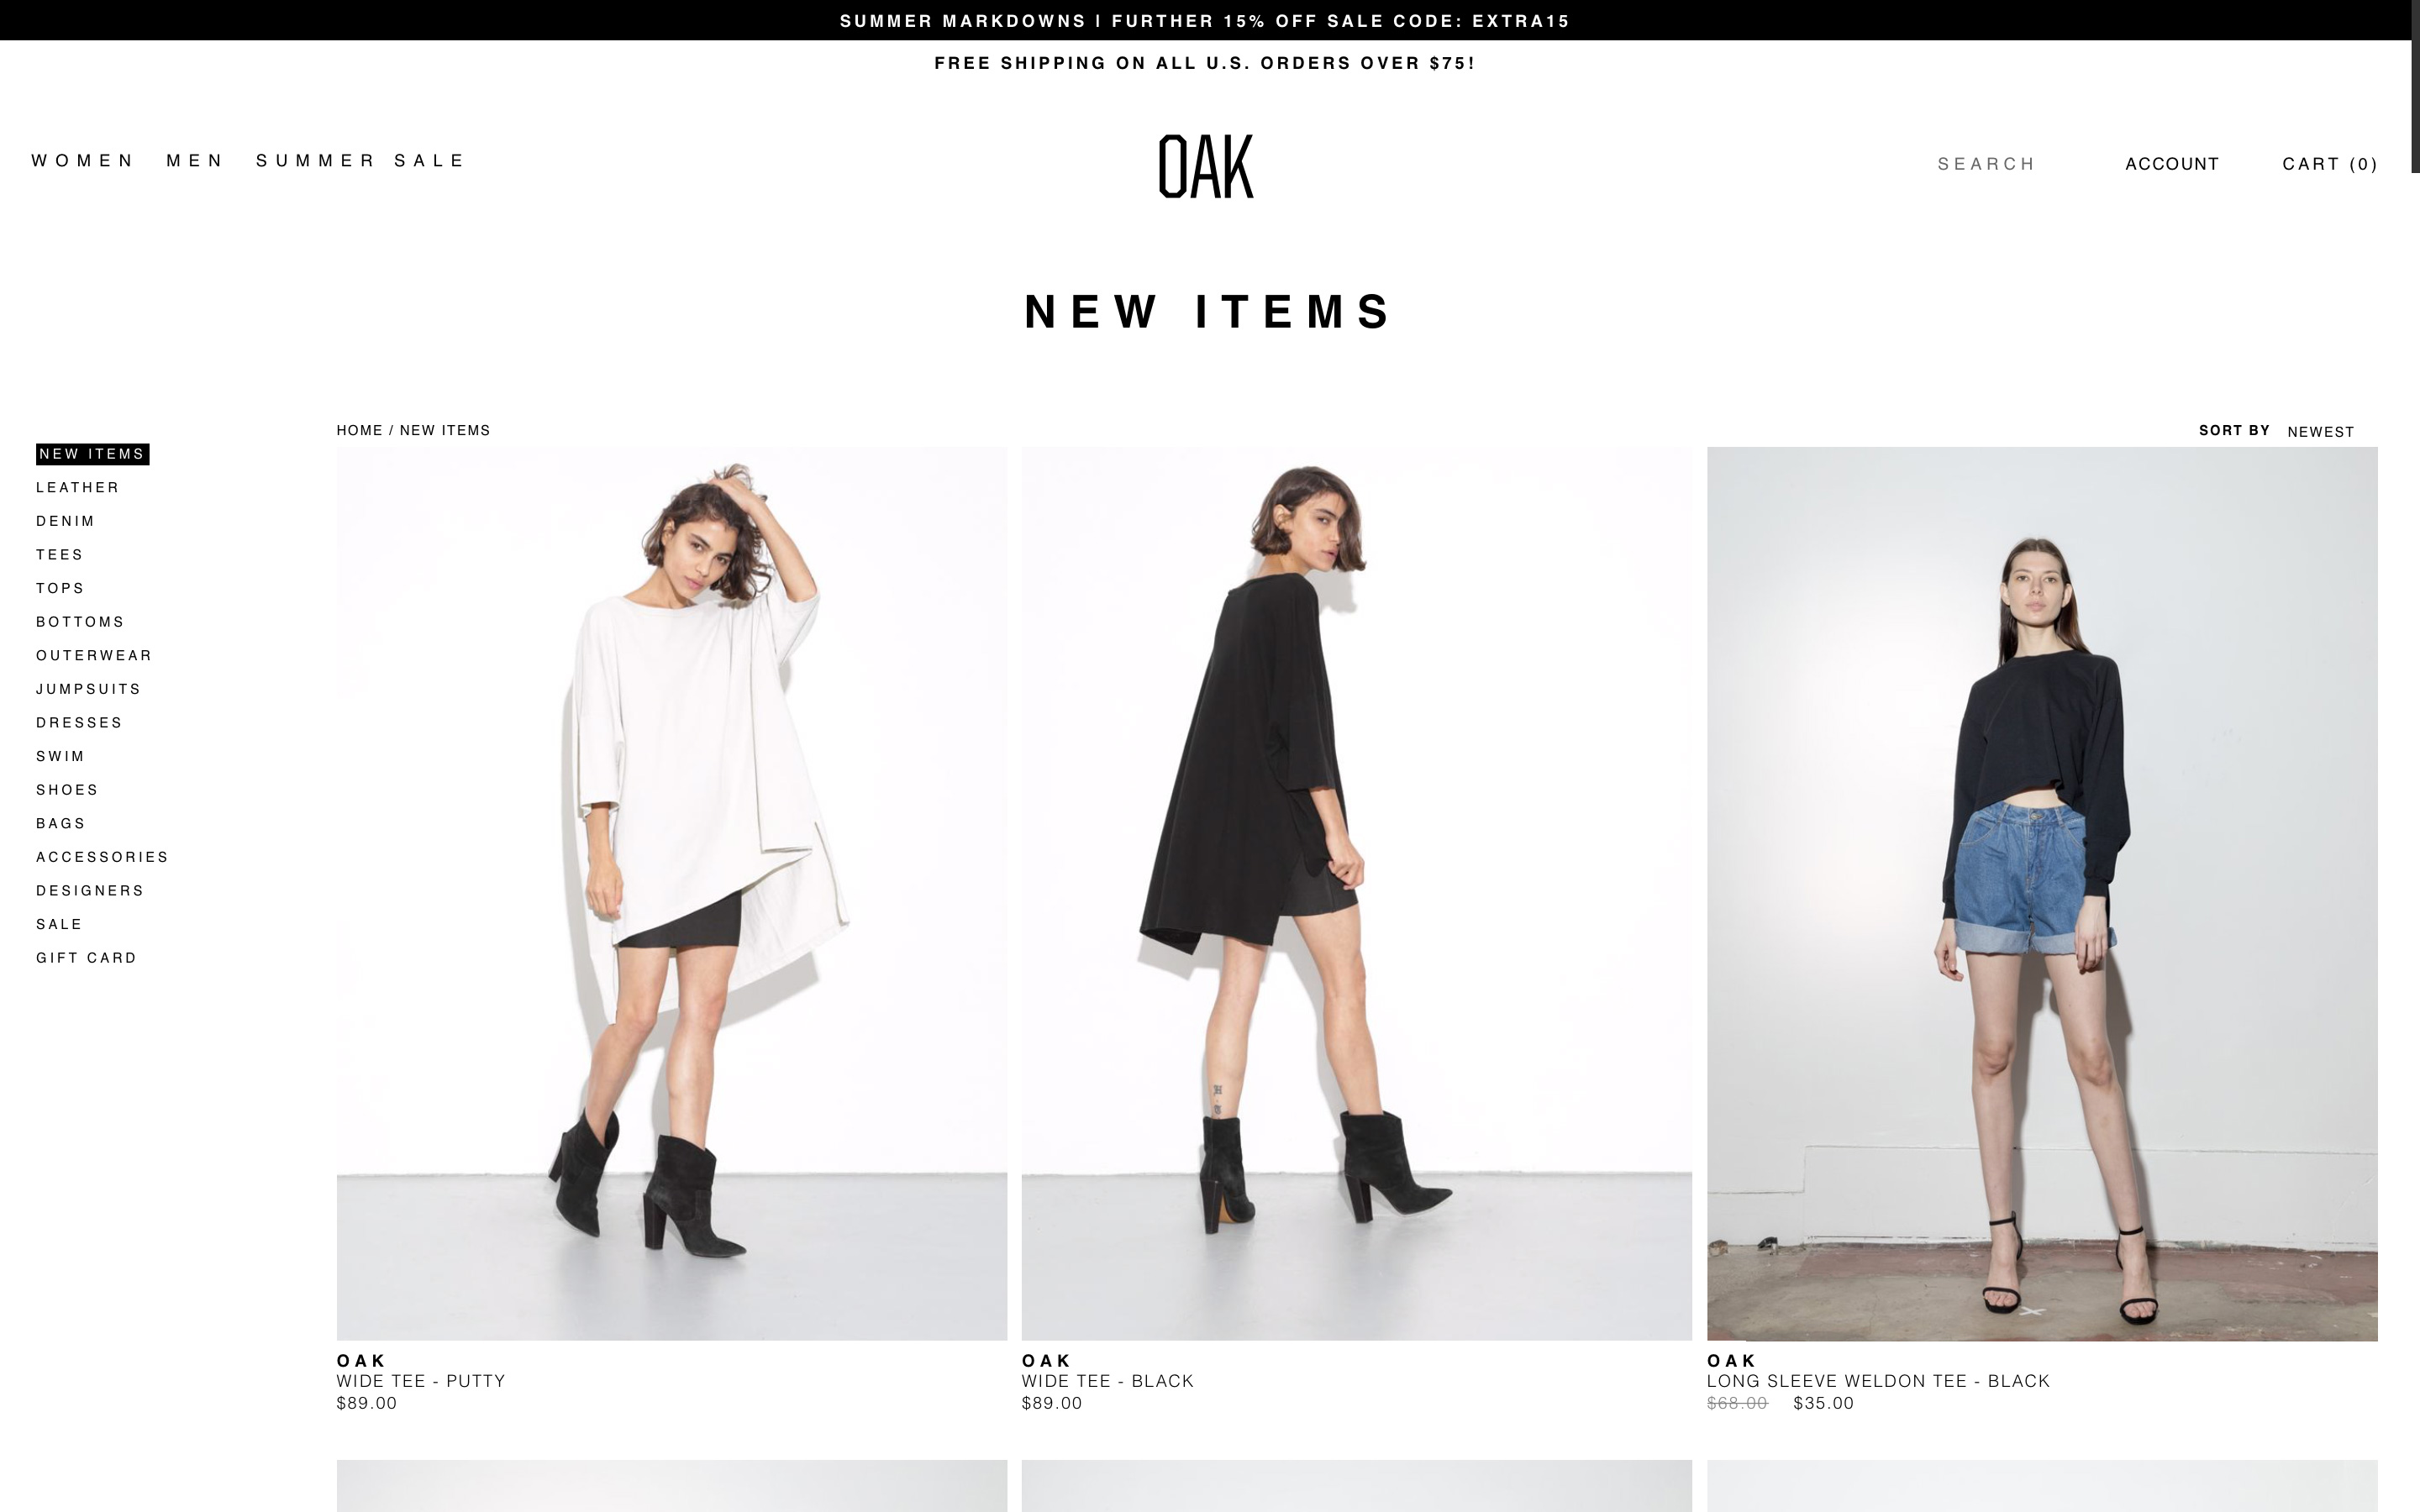 SUMMER MARKDOWNS | FURTHER 15% OFF SALE CODE: EXTRA15
FREE SHIPPING ON ALL U.S. ORDERS OVER $75!
WOMEN MEN SUMMER SALE
OAK
SEARCH
ACCOUNT
CART (0)
NEW ITEMS
HOME / NEW ITEMS
SORT BY NEWEST
NEW ITEMS
LEATHER
DENIM
TEES
TOPS
BOTTOMS
OUTERWEAR
JUMPSUITS
DRESSES
SWIM
SHOES
BAGS
ACCESSORIES
DESIGNERS
SALE
GIFT CARD
OAK
WIDE TEE - PUTTY
$89.00
OAK
WIDE TEE - BLACK
$89.00
OAK
LONG SLEEVE WELDON TEE - BLACK
$68.00 $35.00